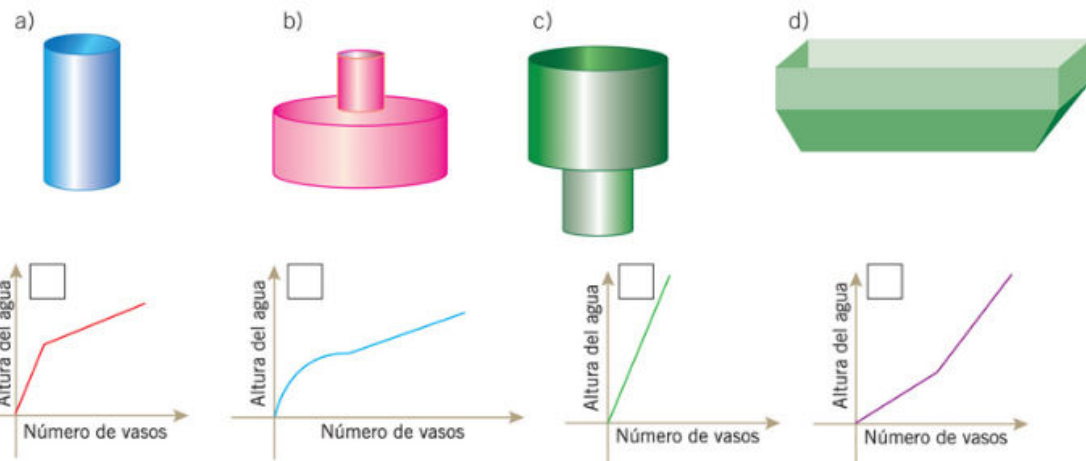 a)
b)
c)
d)
Altura del agua
Número de vasos
Altura del agua
Número de vasos
Altura del agua
Número de vasos
Altura del agua
Número de vasos